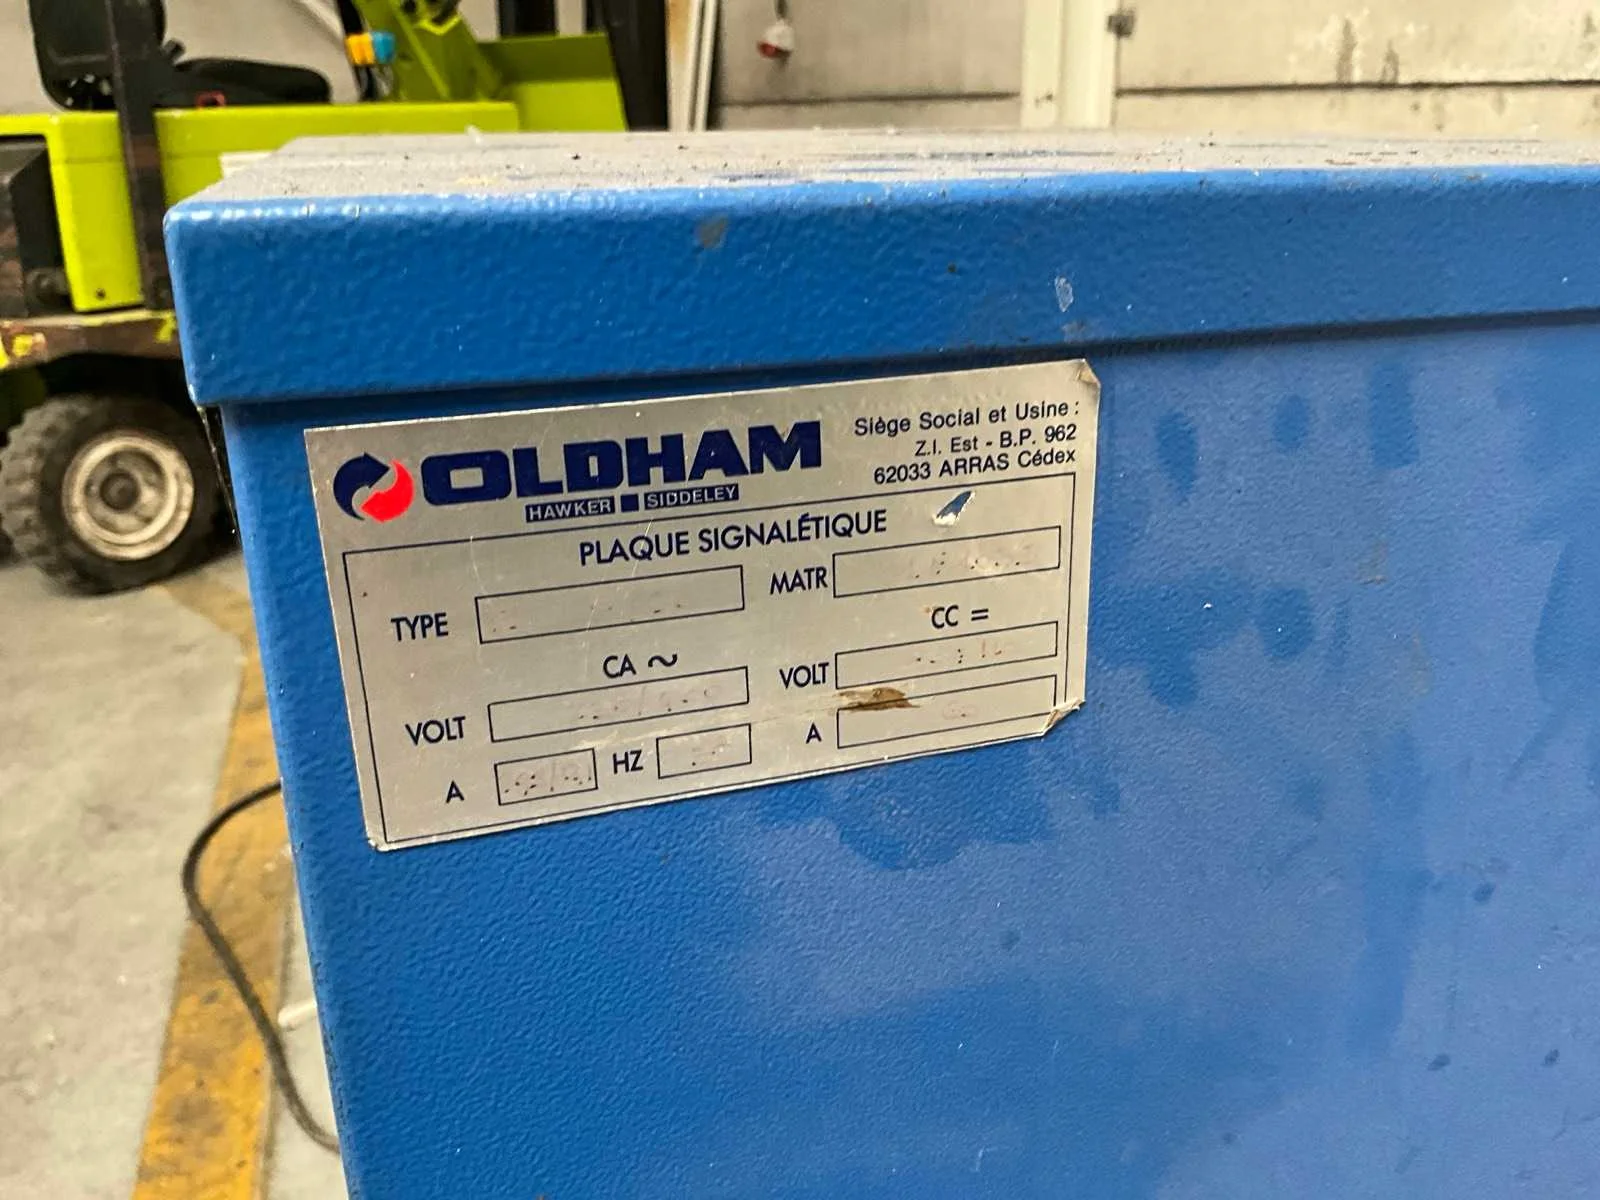 OLDHAM
HAWKER SIDDELEY
Siège Social et Usine :
Z.I. Est - B.P. 962
62033 ARRAS Cédex
PLAQUE SIGNALÉTIQUE
TYPE
MATR
CA ~
CC =
VOLT
VOLT
A
HZ
A